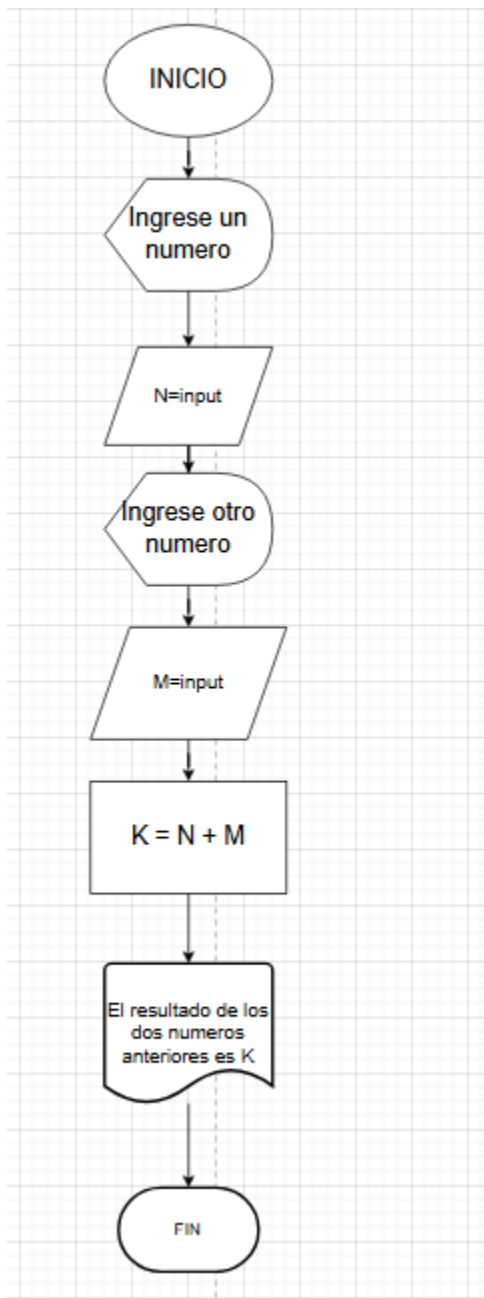 INICIO
Ingrese un
numero
N=input
Ingrese otro
numero
M=input
K = N + M
El resultado de los
dos numeros
anteriores es K
FIN